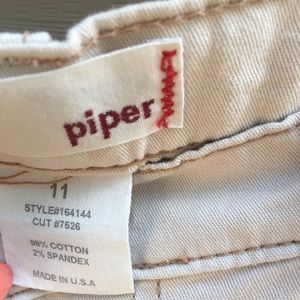 piper
11
STYLE#164144
CUT #7526
98% COTTON
2% SPANDEX
MADE IN U.S.A